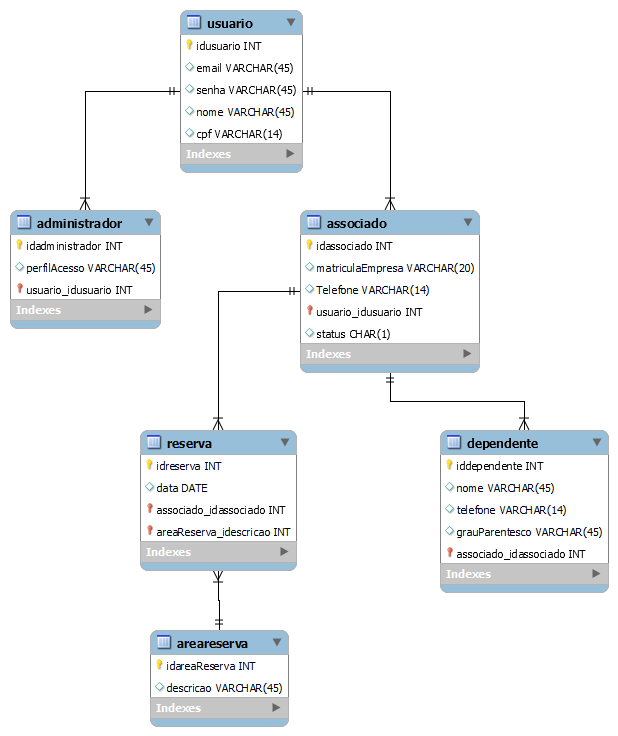 usuario
idusuario INT
email VARCHAR(45)
senha VARCHAR(45)
nome VARCHAR(45)
cpf VARCHAR(14)
Indexes
administrador
idadministrador INT
perfilAcesso VARCHAR(45)
usuario_idusuario INT
Indexes
associado
idassociado INT
matriculaEmpresa VARCHAR(20)
Telefone VARCHAR(14)
usuario_idusuario INT
status CHAR(1)
Indexes
reserva
idreserva INT
data DATE
associado_idassociado INT
areaReserva_idescricao INT
Indexes
dependente
iddependente INT
nome VARCHAR(45)
telefone VARCHAR(14)
grauParentesco VARCHAR(45)
associado_idassociado INT
Indexes
areareserva
idareaReserva INT
descricao VARCHAR(45)
Indexes